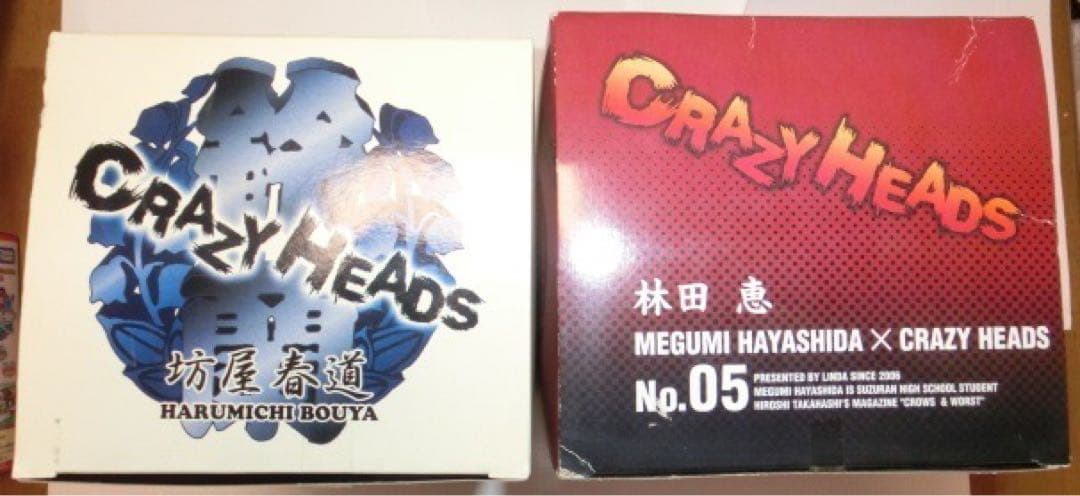 CRAZY HEADS
坊屋春道
HARUMICHI BOUYA
CRAZY HEADS
林田 恵
MEGUMI HAYASHIDA × CRAZY HEADS
No.05
PRESENTED BY LINDA SINCE 2006
MEGUMI HAYASHIDA IS SUZURAN HIGH SCHOOL STUDENT
HIROSHI TAKAHASHI'S MAGAZINE "CROWS & WORST"